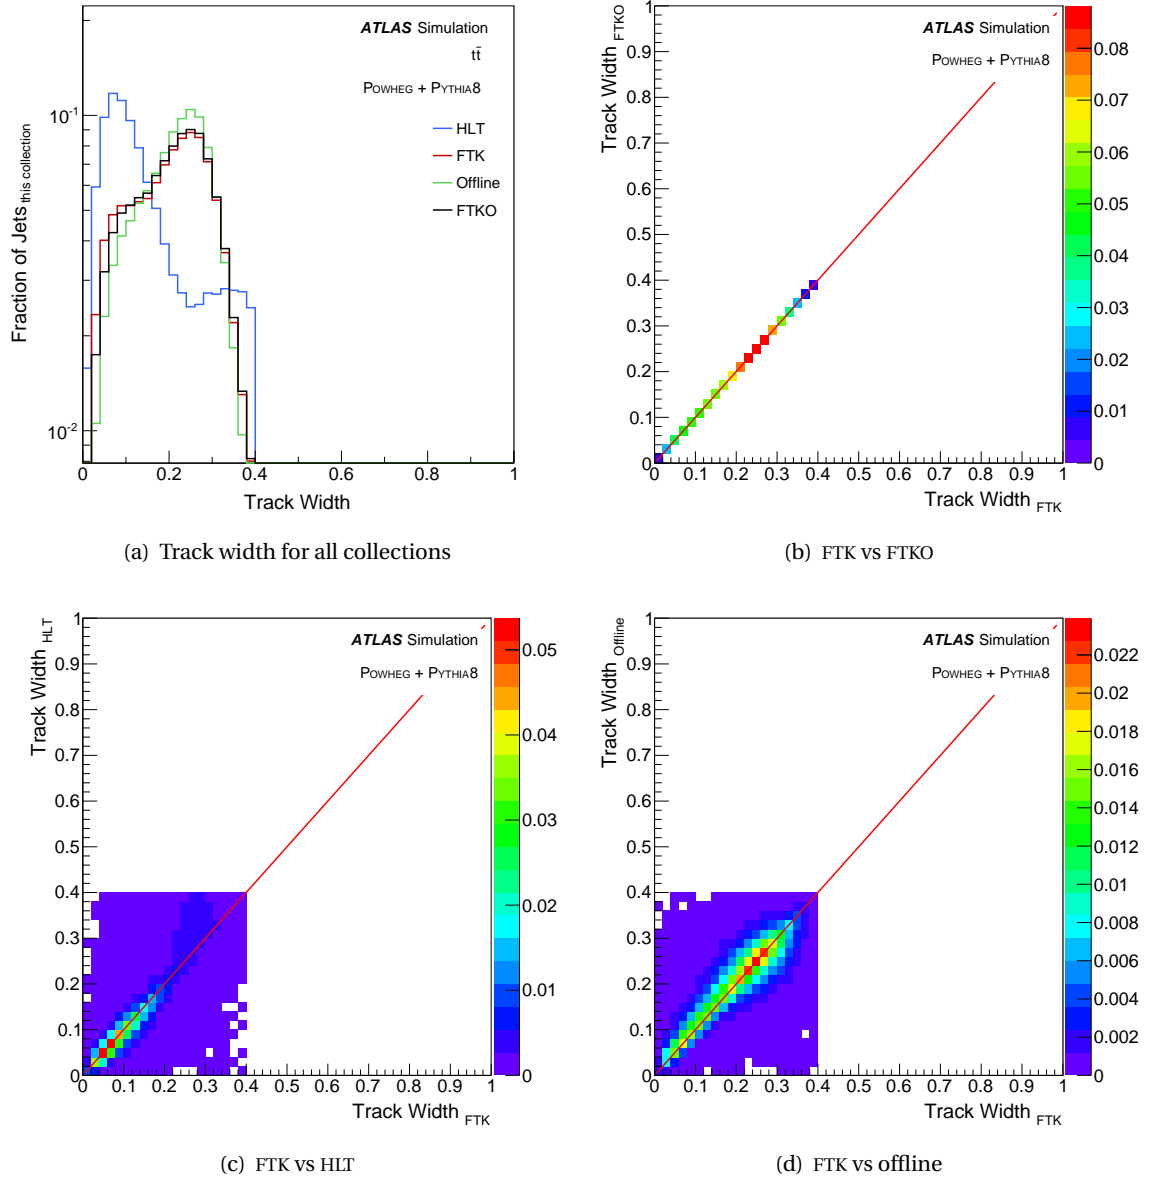 ATLAS Simulation
tt̄
POWHEG + PYTHIA8
HLT
FTK
Offline
FTKO
10⁻¹
10⁻²
Fraction of Jets this collection
0 0.2 0.4 0.6 0.8 1
Track Width
(a) Track width for all collections
ATLAS Simulation
POWHEG + PYTHIA8
Track Width FTKO
1
0.9
0.8
0.7
0.6
0.5
0.4
0.3
0.2
0.1
0
0 0.1 0.2 0.3 0.4 0.5 0.6 0.7 0.8 0.9 1
Track Width FTK
0.08
0.07
0.06
0.05
0.04
0.03
0.02
0.01
0
(b) FTK vs FTKO
ATLAS Simulation
POWHEG + PYTHIA8
Track Width HLT
1
0.9
0.8
0.7
0.6
0.5
0.4
0.3
0.2
0.1
0
0 0.1 0.2 0.3 0.4 0.5 0.6 0.7 0.8 0.9 1
Track Width FTK
0.05
0.04
0.03
0.02
0.01
0
(c) FTK vs HLT
ATLAS Simulation
POWHEG + PYTHIA8
Track Width Offline
1
0.9
0.8
0.7
0.6
0.5
0.4
0.3
0.2
0.1
0
0 0.1 0.2 0.3 0.4 0.5 0.6 0.7 0.8 0.9 1
Track Width FTK
0.022
0.02
0.018
0.016
0.014
0.012
0.01
0.008
0.006
0.004
0.002
0
(d) FTK vs offline